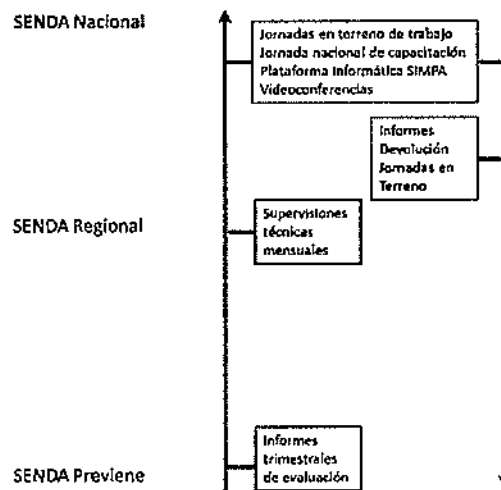 SENDA Nacional
Jornadas en terreno de trabajo
Jornada nacional de capacitación
Plataforma Informática SIMPA
Videoconferencias
Informes
Devolución
Jornadas en
Terreno
SENDA Regional
Supervisiones
técnicas
mensuales
Informes
trimestrales
de evaluación
SENDA Previene